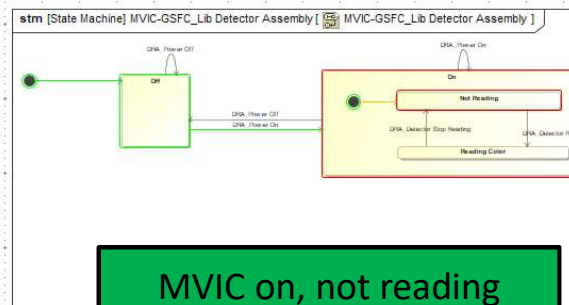 stm [State Machine] MVIC-GSFC_Lib Detector Assembly [ MVIC-GSFC_Lib Detector Assembly ]
DRA_Power Off
DRA_Power On
Off
On
Not Reading
DRA_Power Off
DRA_Power On
DRA_Detector Stop Reading
DRA_Detector R
Reading Color
MVIC on, not reading